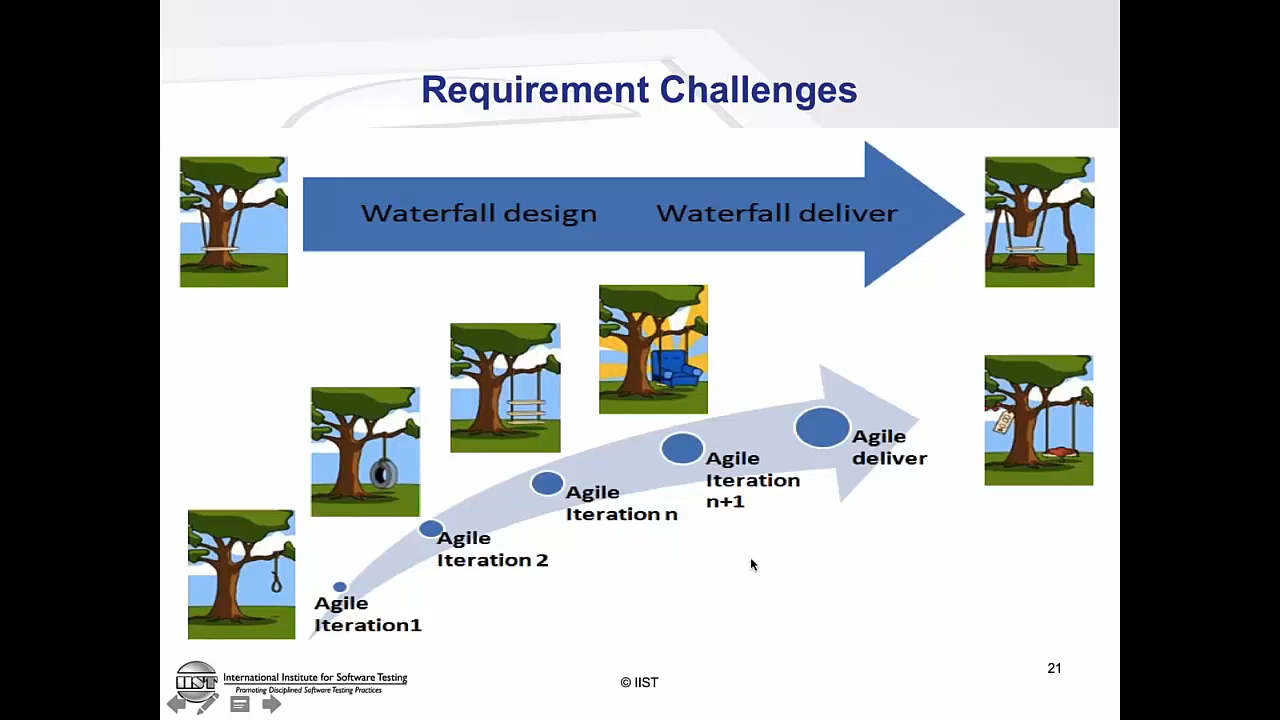 Requirement Challenges
Waterfall design Waterfall deliver
Agile
deliver
Agile
Iteration
n+1
Agile
Iteration n
Agile
Iteration 2
Agile
Iteration1
IIST
International Institute for Software Testing
Promoting Disciplined Software Testing Practices
© IIST
21